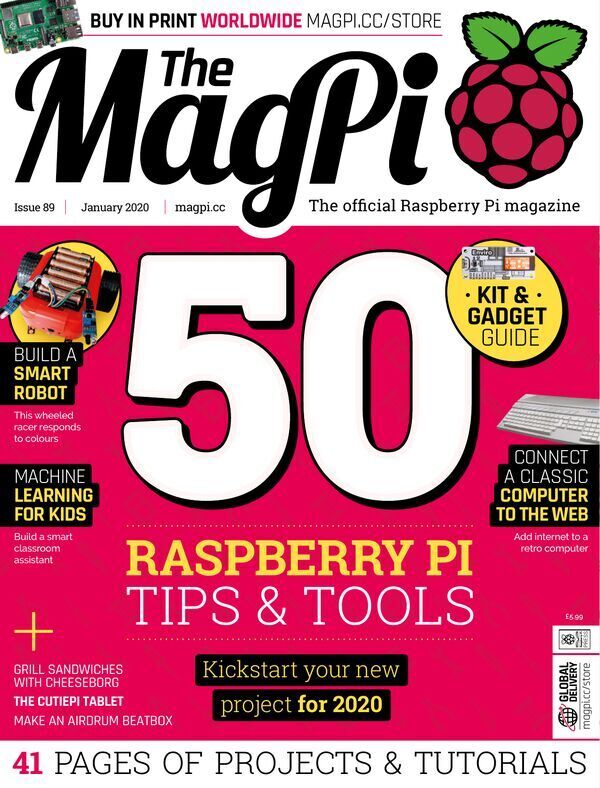 BUY IN PRINT WORLDWIDE MAGPI.CC/STORE
The
MagPi
Issue 89 | January 2020 | magpi.cc
The official Raspberry Pi magazine
50
Enviro
· KIT & ·
GADGET
GUIDE
BUILD A
SMART
ROBOT
This wheeled
racer responds
to colours
MACHINE
LEARNING
FOR KIDS
Build a smart
classroom
assistant
CONNECT
A CLASSIC
COMPUTER
TO THE WEB
Add internet to a
retro computer
RASPBERRY PI
TIPS & TOOLS
Kickstart your new
project for 2020
+
GRILL SANDWICHES
WITH CHEESEBORG
THE CUTIEPI TABLET
MAKE AN AIRDRUM BEATBOX
£5.99
GLOBAL
DELIVERY
magpi.cc/store
41 PAGES OF PROJECTS & TUTORIALS